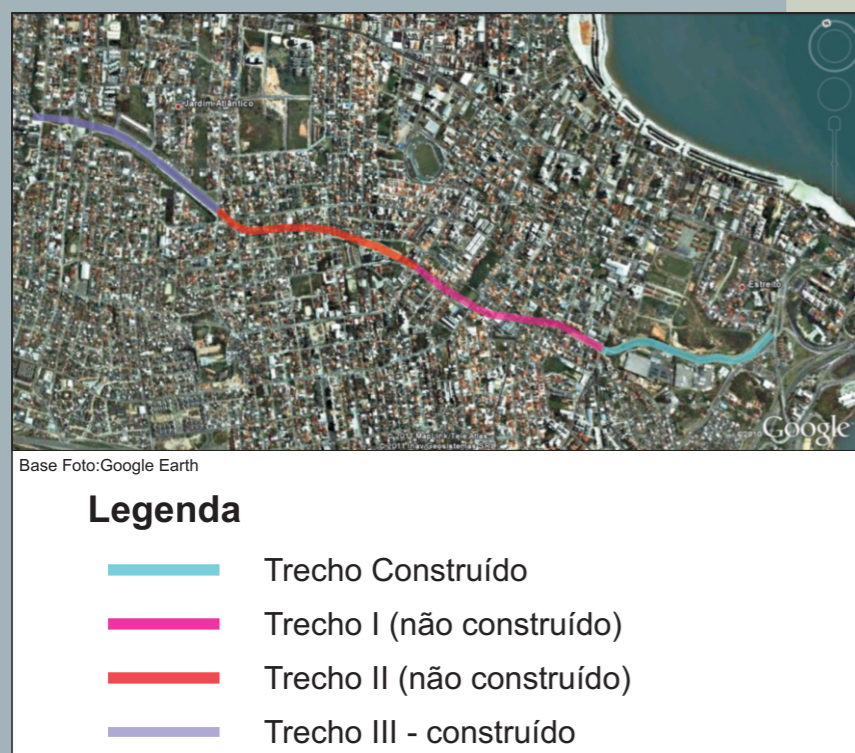 Jardim Atlântico
Estreito
Google
Base Foto:Google Earth
Legenda
Trecho Construído
Trecho I (não construído)
Trecho II (não construído)
Trecho III - construído